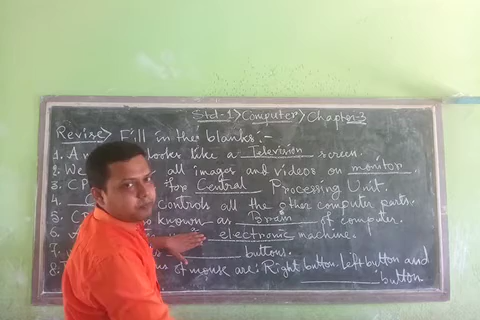 Std-1> Computer> Chapter-3
Revise> Fill in the blanks:-
1. A looks like a Television screen.
2. We all images and videos on monitor.
3. CP for Central Processing Unit.
4. C controls all the other computer parts.
5. C known as Brain of computer.
6. a electronic machine.
7. buttons.
8. of mouse are: Right button, left button and
button